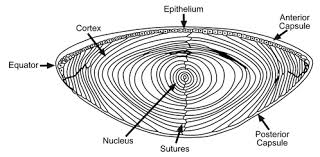 Epithelium
Cortex
Anterior
Capsule
Equator
Nucleus
Sutures
Posterior
Capsule